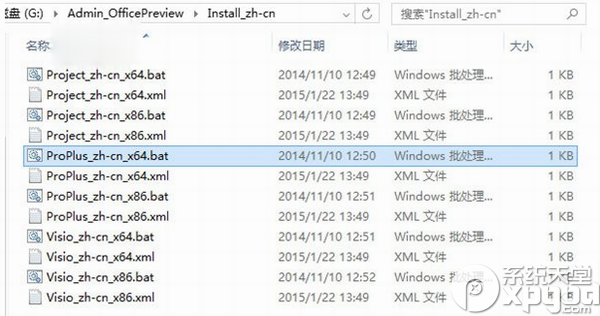 磁盘 (G:) › Admin_OfficePreview › Install_zh-cn 搜索"Install_zh-cn"
名称 修改日期 类型 大小
Project_zh-cn_x64.bat 2014/11/10 12:49 Windows 批处理... 1 KB
Project_zh-cn_x64.xml 2015/1/22 13:49 XML 文件 1 KB
Project_zh-cn_x86.bat 2014/11/10 12:49 Windows 批处理... 1 KB
Project_zh-cn_x86.xml 2015/1/22 13:49 XML 文件 1 KB
ProPlus_zh-cn_x64.bat 2014/11/10 12:50 Windows 批处理... 1 KB
ProPlus_zh-cn_x64.xml 2015/1/22 13:49 XML 文件 1 KB
ProPlus_zh-cn_x86.bat 2014/11/10 12:51 Windows 批处理... 1 KB
ProPlus_zh-cn_x86.xml 2015/1/22 13:49 XML 文件 1 KB
Visio_zh-cn_x64.bat 2014/11/10 12:51 Windows 批处理... 1 KB
Visio_zh-cn_x64.xml 2015/1/22 13:49 XML 文件 1 KB
Visio_zh-cn_x86.bat 2014/11/10 12:52 Windows 批处理...
Visio_zh-cn_x86.xml 2015/1/22 13:49 XML 文件
系统天堂